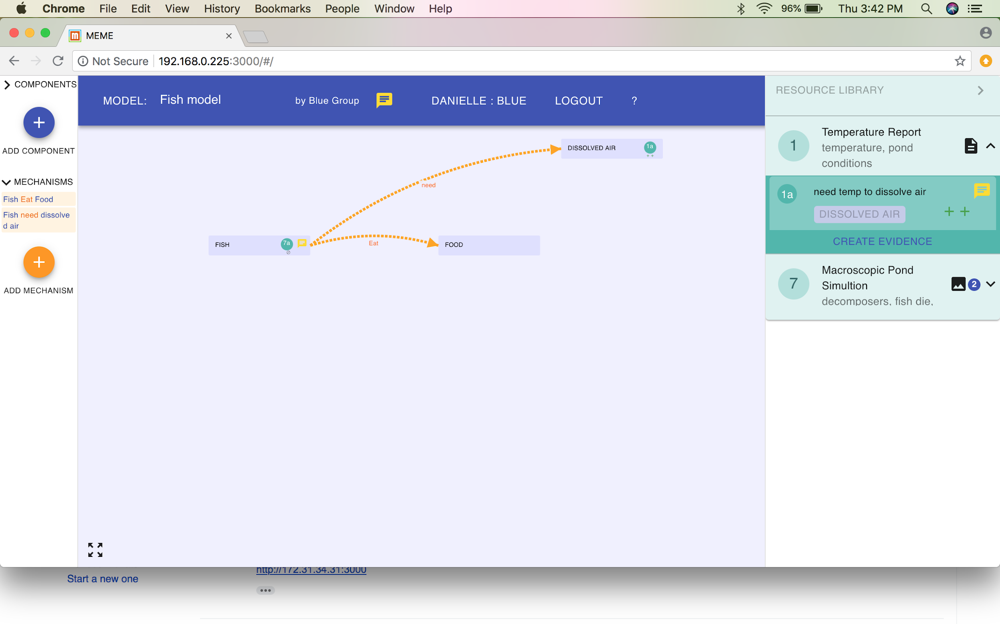 Chrome File Edit View History Bookmarks People Window Help 96% Thu 3:42 PM
MEME
Not Secure 192.168.0.225:3000/#/
COMPONENTS
ADD COMPONENT
MECHANISMS
Fish Eat Food
Fish need dissolve
d air
ADD MECHANISM
MODEL: Fish model by Blue Group DANIELLE : BLUE LOGOUT ?
DISSOLVED AIR 1a
++
need
FISH 7a
Eat
FOOD
RESOURCE LIBRARY
1
Temperature Report
temperature, pond
conditions
1a need temp to dissolve air
DISSOLVED AIR ++
CREATE EVIDENCE
7
Macroscopic Pond
Simultion
2
decomposers, fish die,
http://172.31.34.31:3000
Start a new one